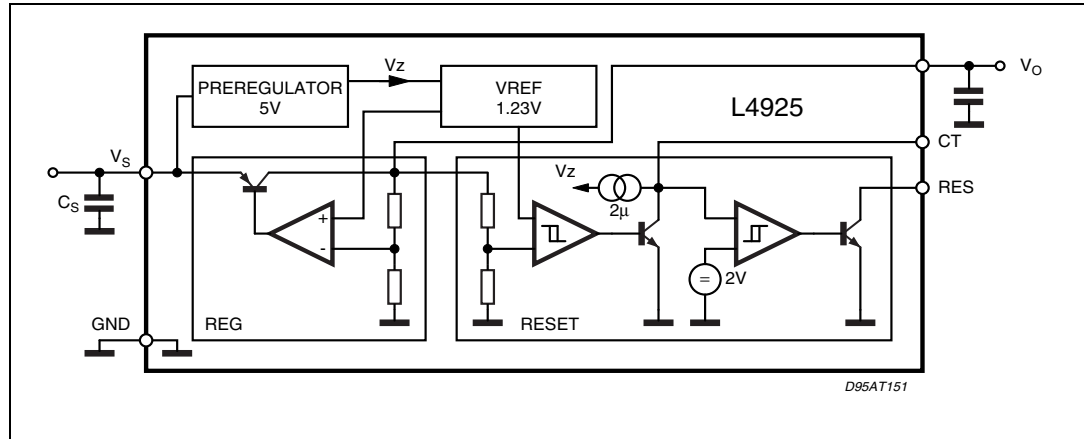 PREREGULATOR
5V
Vz
VREF
1.23V
L4925
VO
CT
RES
VS
CS
+
-
REG
Vz
2μ
=
2V
RESET
GND
D95AT151